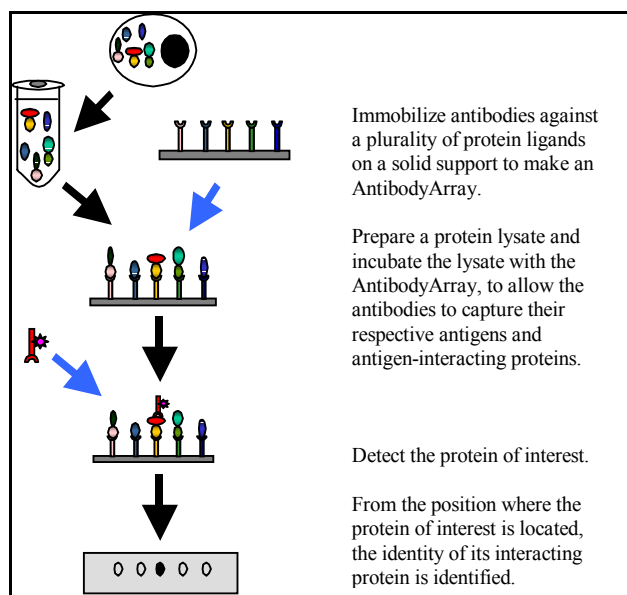 Immobilize antibodies against
a plurality of protein ligands
on a solid support to make an
AntibodyArray.
Prepare a protein lysate and
incubate the lysate with the
AntibodyArray, to allow the
antibodies to capture their
respective antigens and
antigen-interacting proteins.
Detect the protein of interest.
From the position where the
protein of interest is located,
the identity of its interacting
protein is identified.